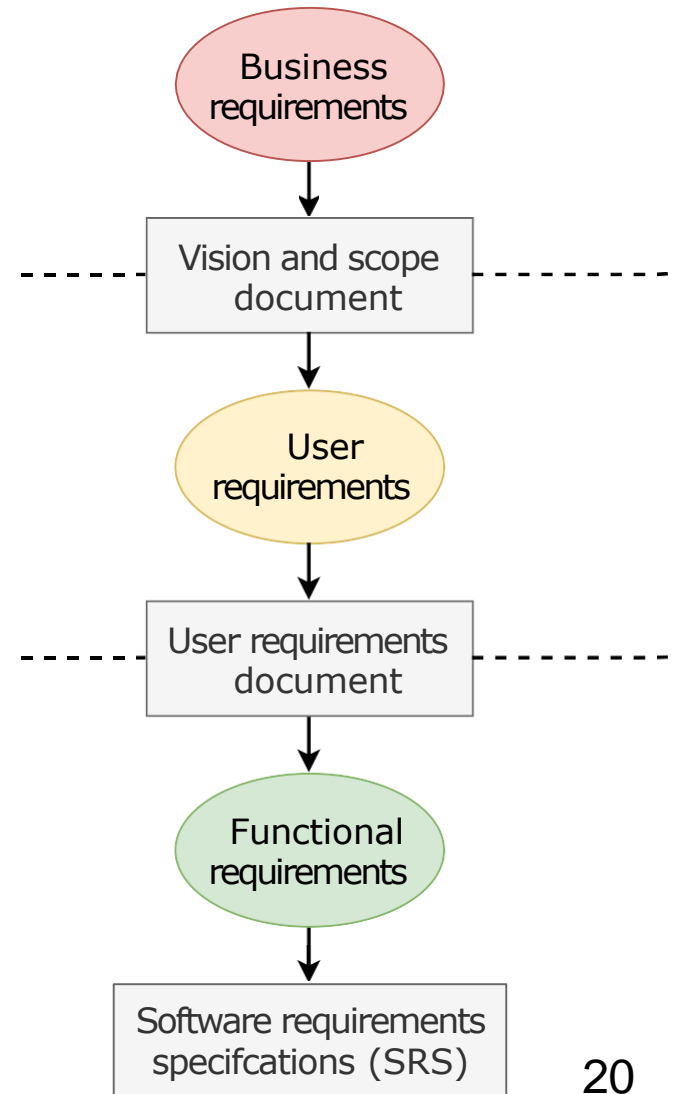 Business
requirements
Vision and scope
document
User
requirements
User requirements
document
Functional
requirements
Software requirements
specifcations (SRS)
20